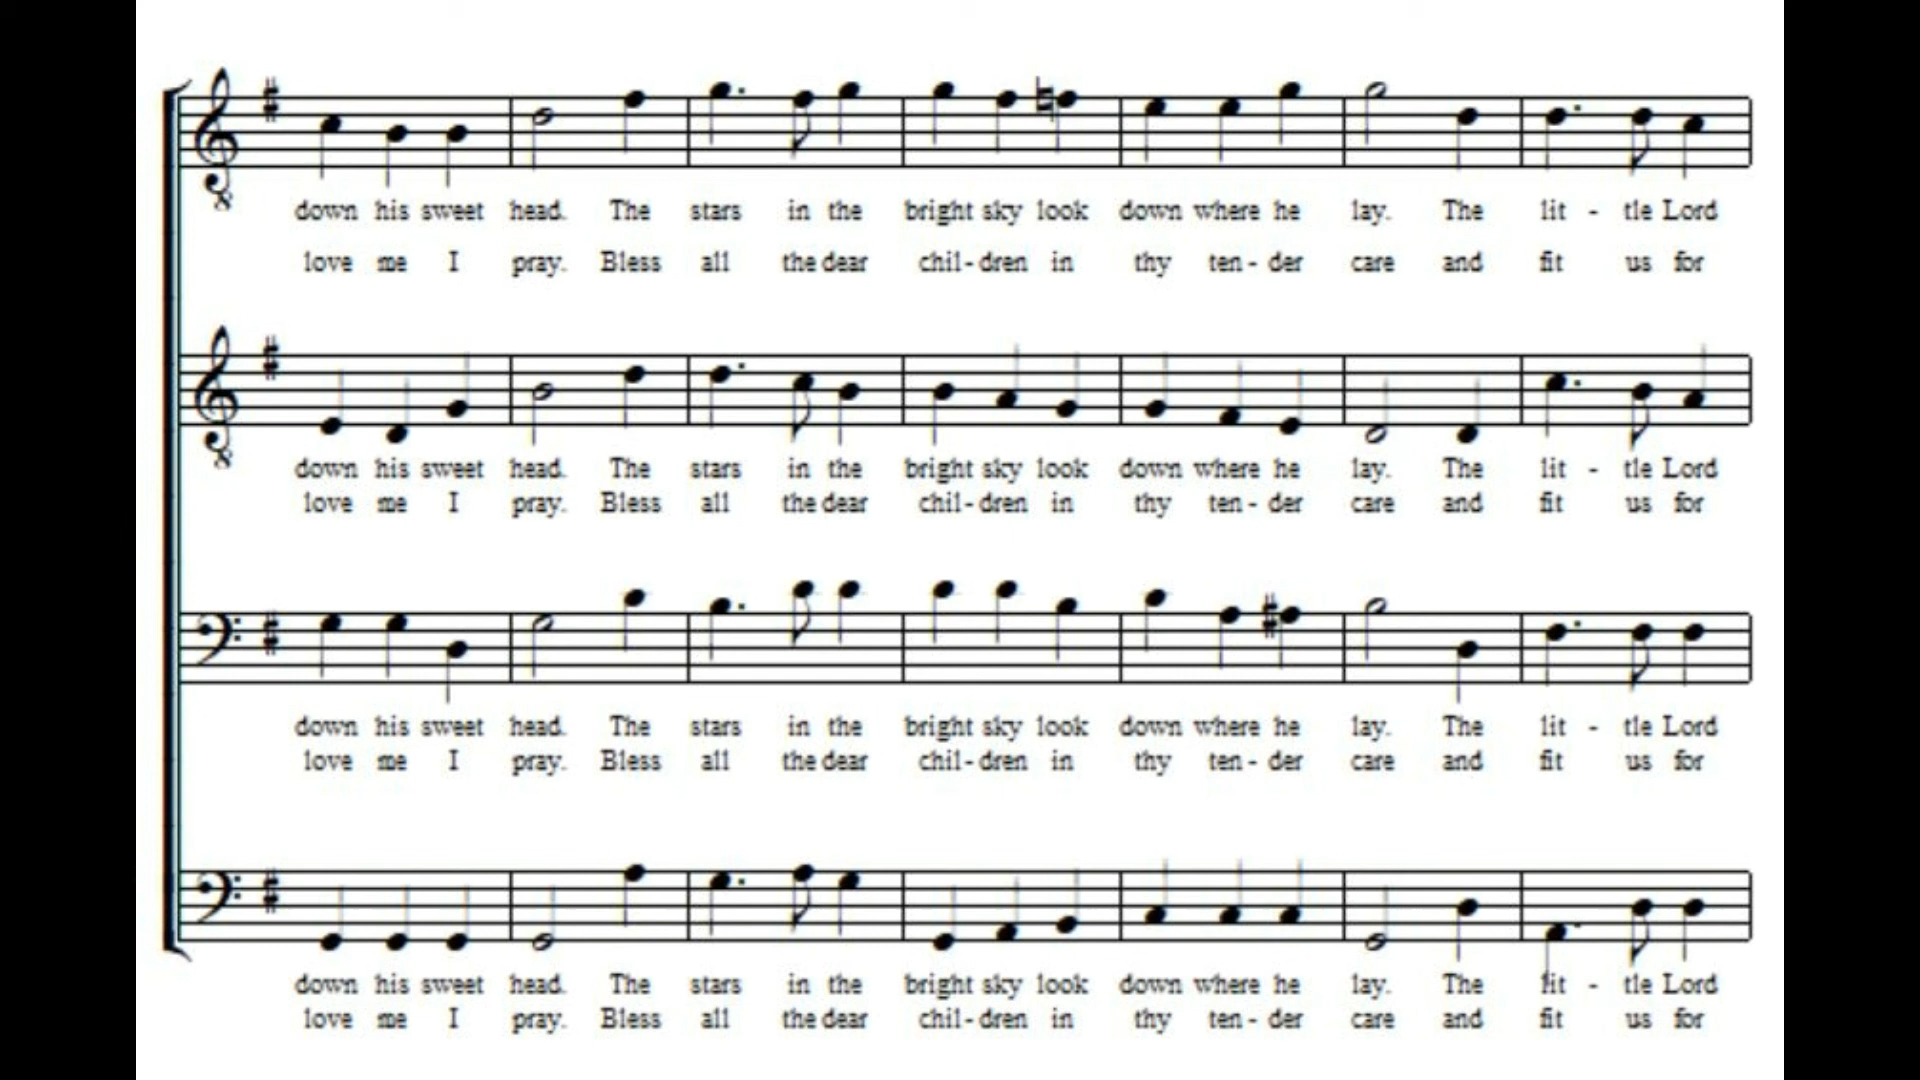 down his sweet head. The stars in the bright sky look down where he lay. The lit - tle Lord
love me I pray. Bless all the dear chil - dren in thy ten - der care and fit us for
down his sweet head. The stars in the bright sky look down where he lay. The lit - tle Lord
love me I pray. Bless all the dear chil - dren in thy ten - der care and fit us for
down his sweet head. The stars in the bright sky look down where he lay. The lit - tle Lord
love me I pray. Bless all the dear chil - dren in thy ten - der care and fit us for
down his sweet head. The stars in the bright sky look down where he lay. The lit - tle Lord
love me I pray. Bless all the dear chil - dren in thy ten - der care and fit us for